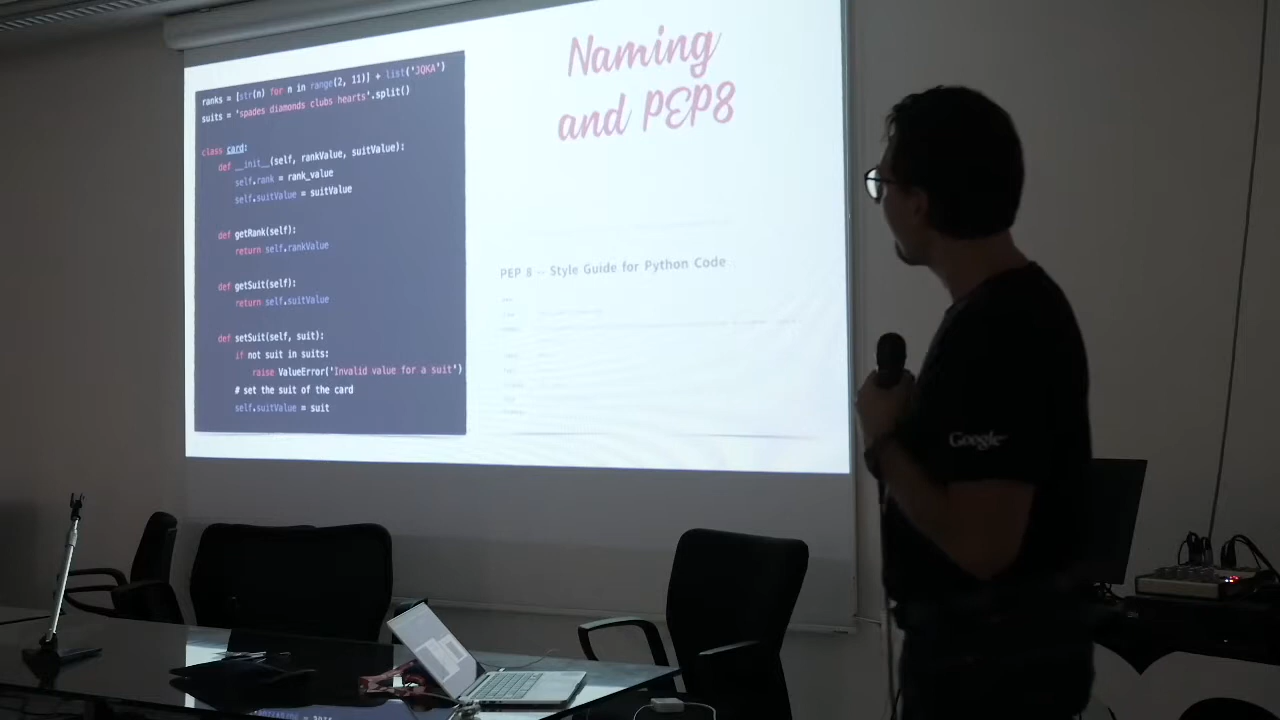 ranks = [str(n) for n in range(2, 11)] + list('JQKA')
suits = 'spades diamonds clubs hearts'.split()
class card:
def __init__(self, rankValue, suitValue):
self.rank = rank_value
self.suitValue = suitValue
def getRank(self):
return self.rankValue
def getSuit(self):
return self.suitValue
def setSuit(self, suit):
if not suit in suits:
raise ValueError('Invalid value for a suit')
# set the suit of the card
self.suitValue = suit
Naming
and PEP8
PEP 8 -- Style Guide for Python Code
Google